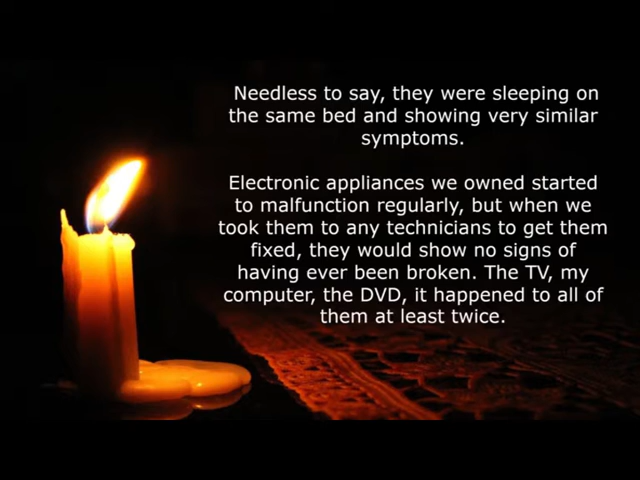 Needless to say, they were sleeping on
the same bed and showing very similar
symptoms.
Electronic appliances we owned started
to malfunction regularly, but when we
took them to any technicians to get them
fixed, they would show no signs of
having ever been broken. The TV, my
computer, the DVD, it happened to all of
them at least twice.